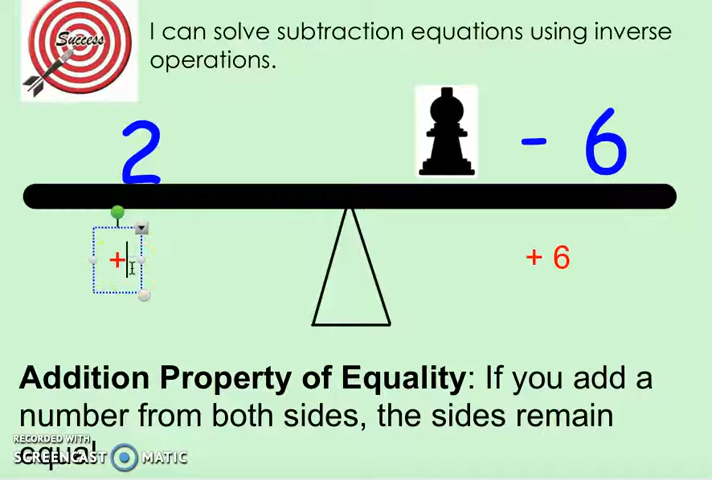 Success
I can solve subtraction equations using inverse
operations.
2
- 6
+
+ 6
Addition Property of Equality: If you add a
number from both sides, the sides remain
equal
RECORDED WITH
SCREENCAST MATIC